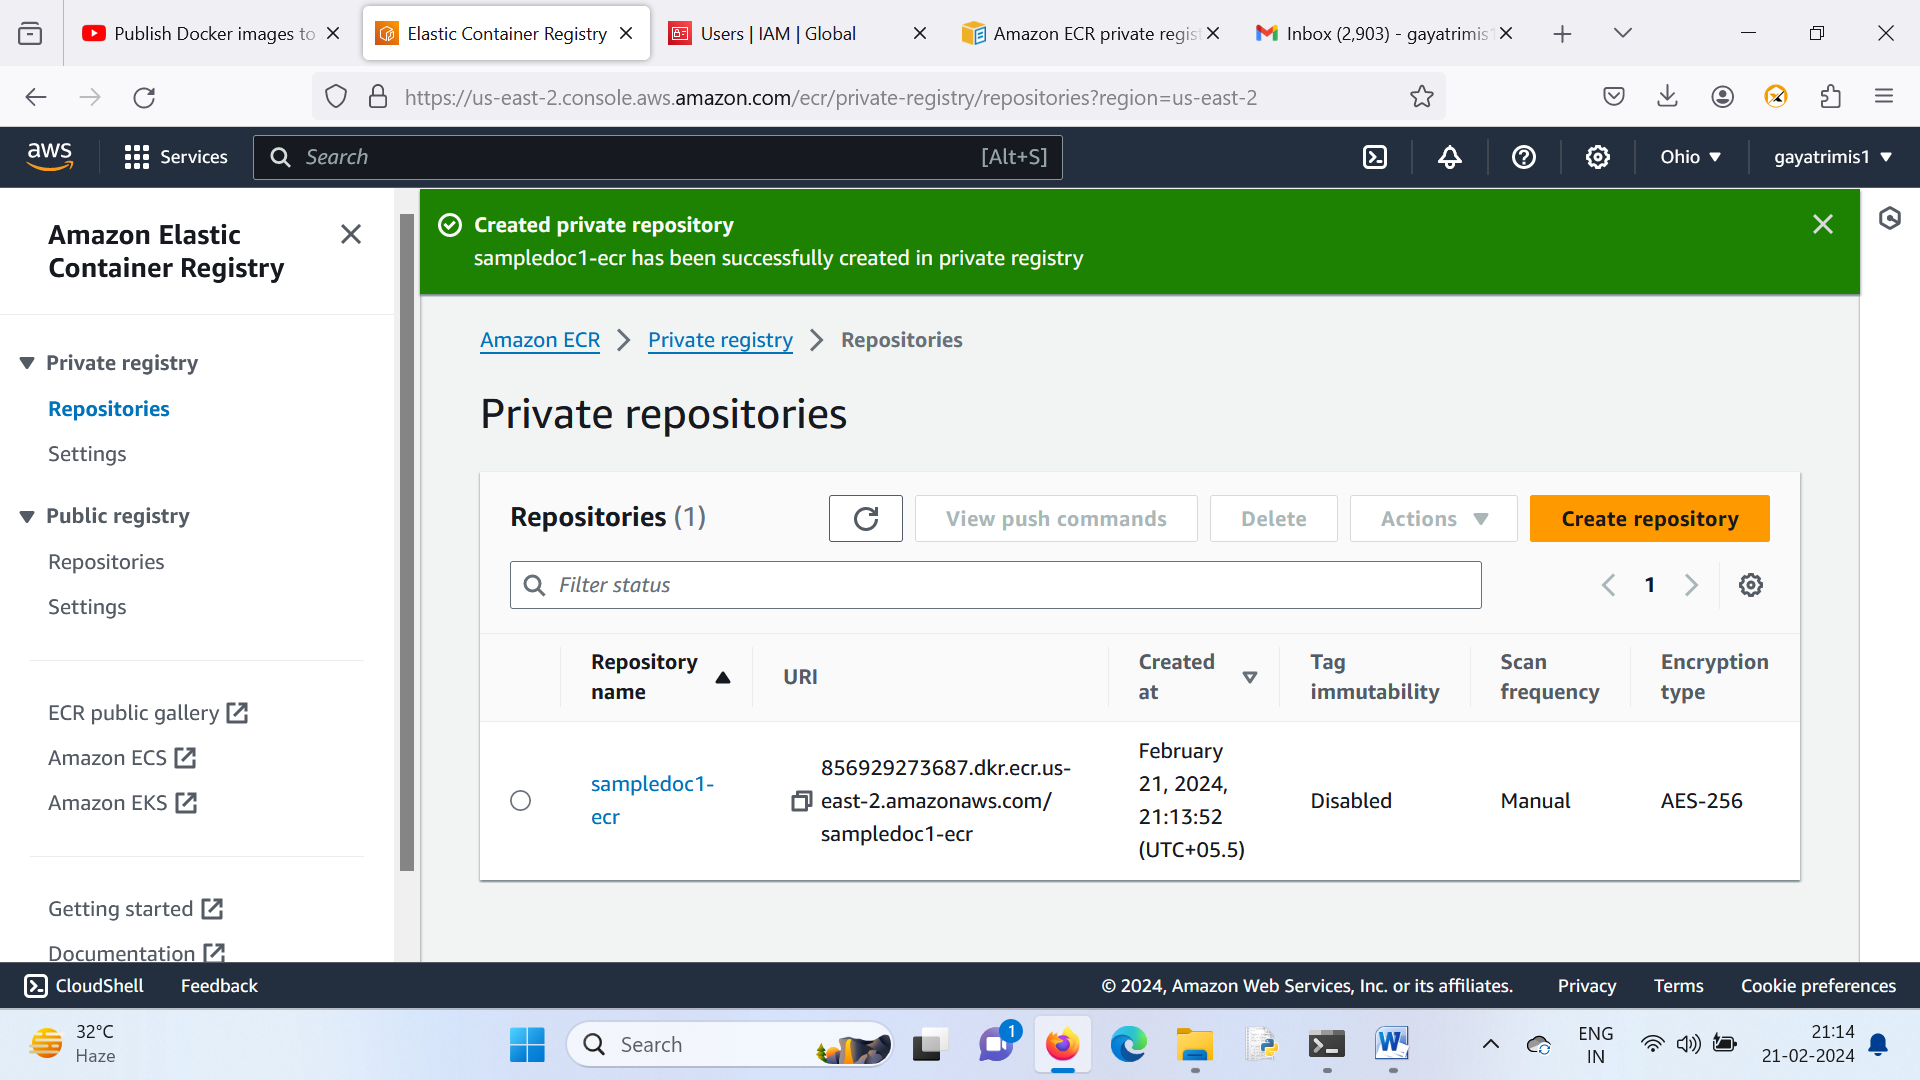 Publish Docker images to
Elastic Container Registry
Users | IAM | Global
Amazon ECR private regist
Inbox (2,903) - gayatrimis1
https://us-east-2.console.aws.amazon.com/ecr/private-registry/repositories?region=us-east-2
aws
Services
Search
[Alt+S]
Ohio
gayatrimis1
Amazon Elastic
Container Registry
Private registry
Repositories
Settings
Public registry
Repositories
Settings
ECR public gallery
Amazon ECS
Amazon EKS
Getting started
Documentation
Created private repository
sampledoc1-ecr has been successfully created in private registry
Amazon ECR
Private registry
Repositories
Private repositories
Repositories (1)
View push commands
Delete
Actions
Create repository
Filter status
1
Repository
name
URI
Created
at
Tag
immutability
Scan
frequency
Encryption
type
sampledoc1-
ecr
856929273687.dkr.ecr.us-
east-2.amazonaws.com/
sampledoc1-ecr
February
21, 2024,
21:13:52
(UTC+05.5)
Disabled
Manual
AES-256
CloudShell
Feedback
© 2024, Amazon Web Services, Inc. or its affiliates.
Privacy
Terms
Cookie preferences
32°C
Haze
Search
1
ENG
IN
21:14
21-02-2024